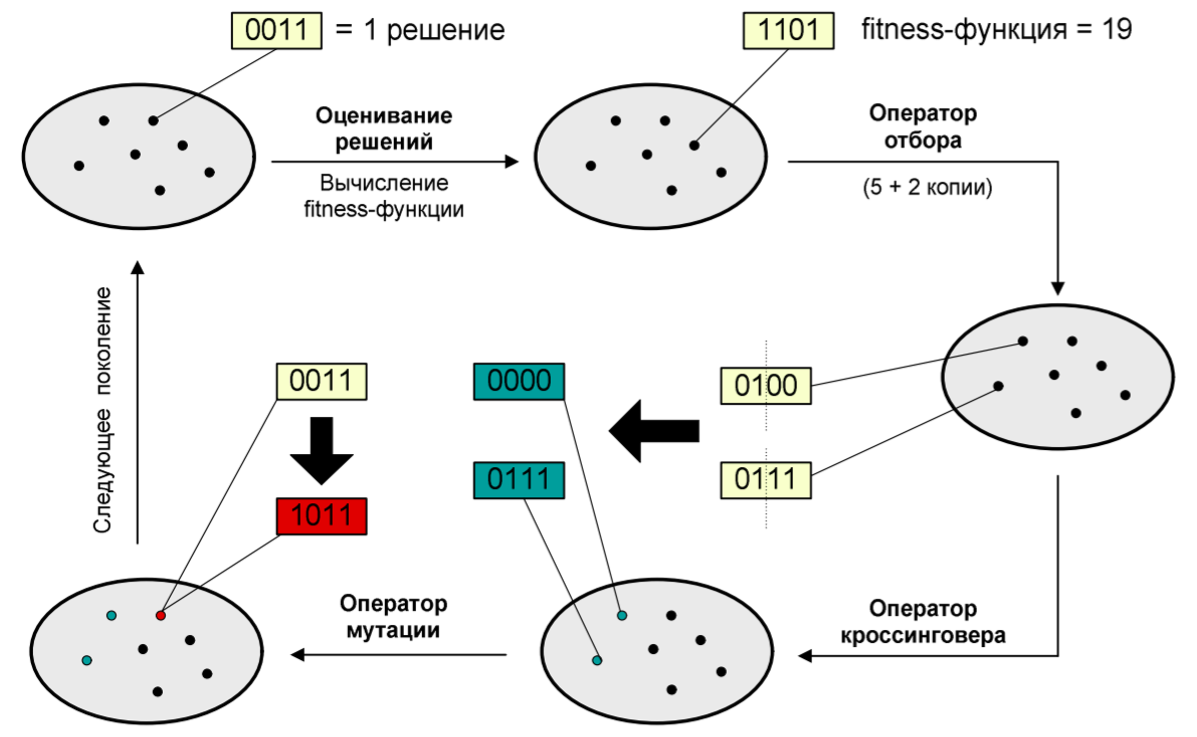 0011 = 1 решение
1101 fitness-функция = 19
Оценивание
решений
Вычисление
fitness-функции
Оператор
отбора
(5 + 2 копии)
Следующее поколение
0011
1011
0000
0111
0100
0111
Оператор
мутации
Оператор
кроссинговера